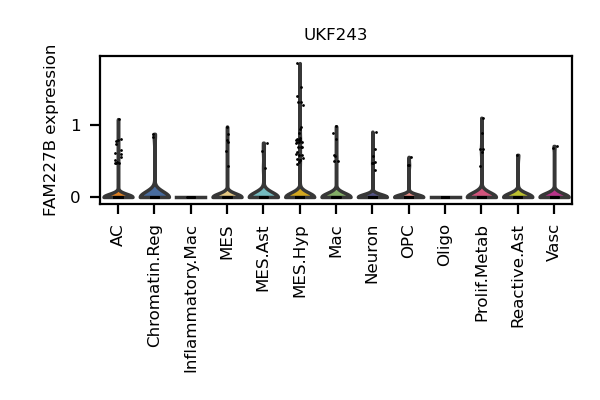 UKF243
FAM227B expression
1
0
AC
Chromatin.Reg
Inflammatory.Mac
MES
MES.Ast
MES.Hyp
Mac
Neuron
OPC
Oligo
Prolif.Metab
Reactive.Ast
Vasc